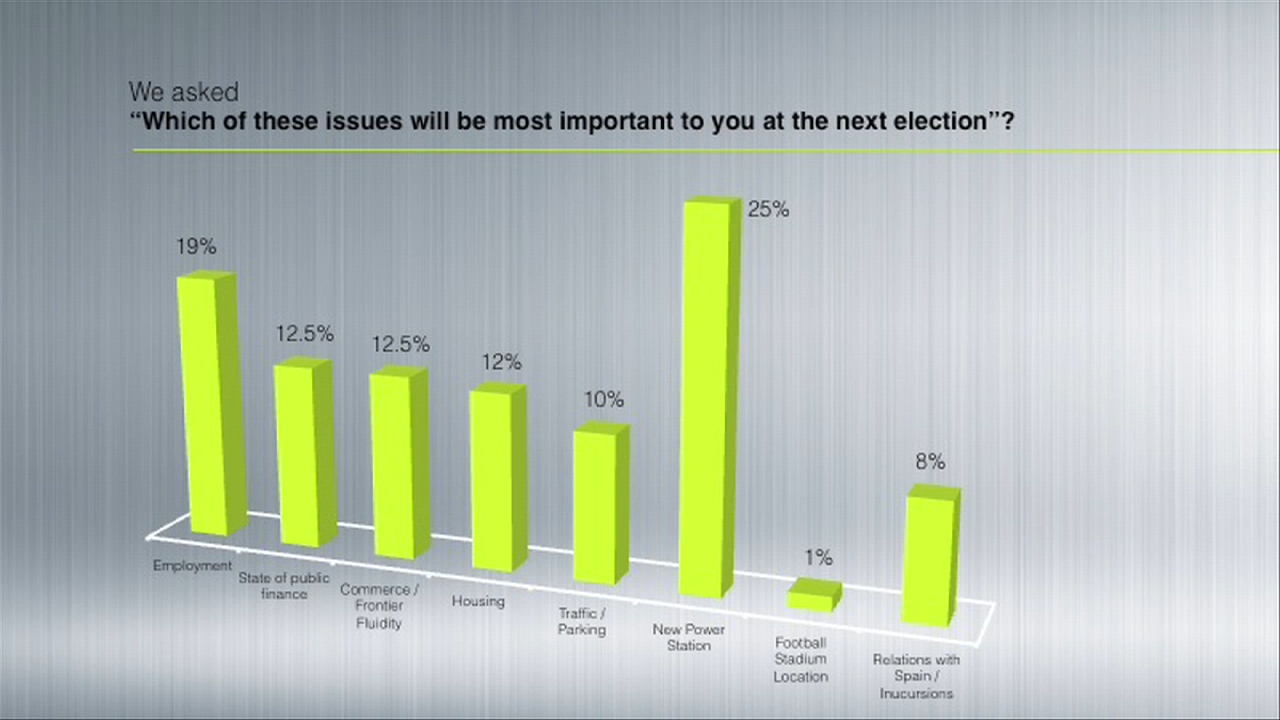 We asked
“Which of these issues will be most important to you at the next election”?
19%
12.5%
12.5%
12%
10%
25%
1%
8%
Employment
State of public
finance
Commerce /
Frontier
Fluidity
Housing
Traffic /
Parking
New Power
Station
Football
Stadium
Location
Relations with
Spain /
Inucursions